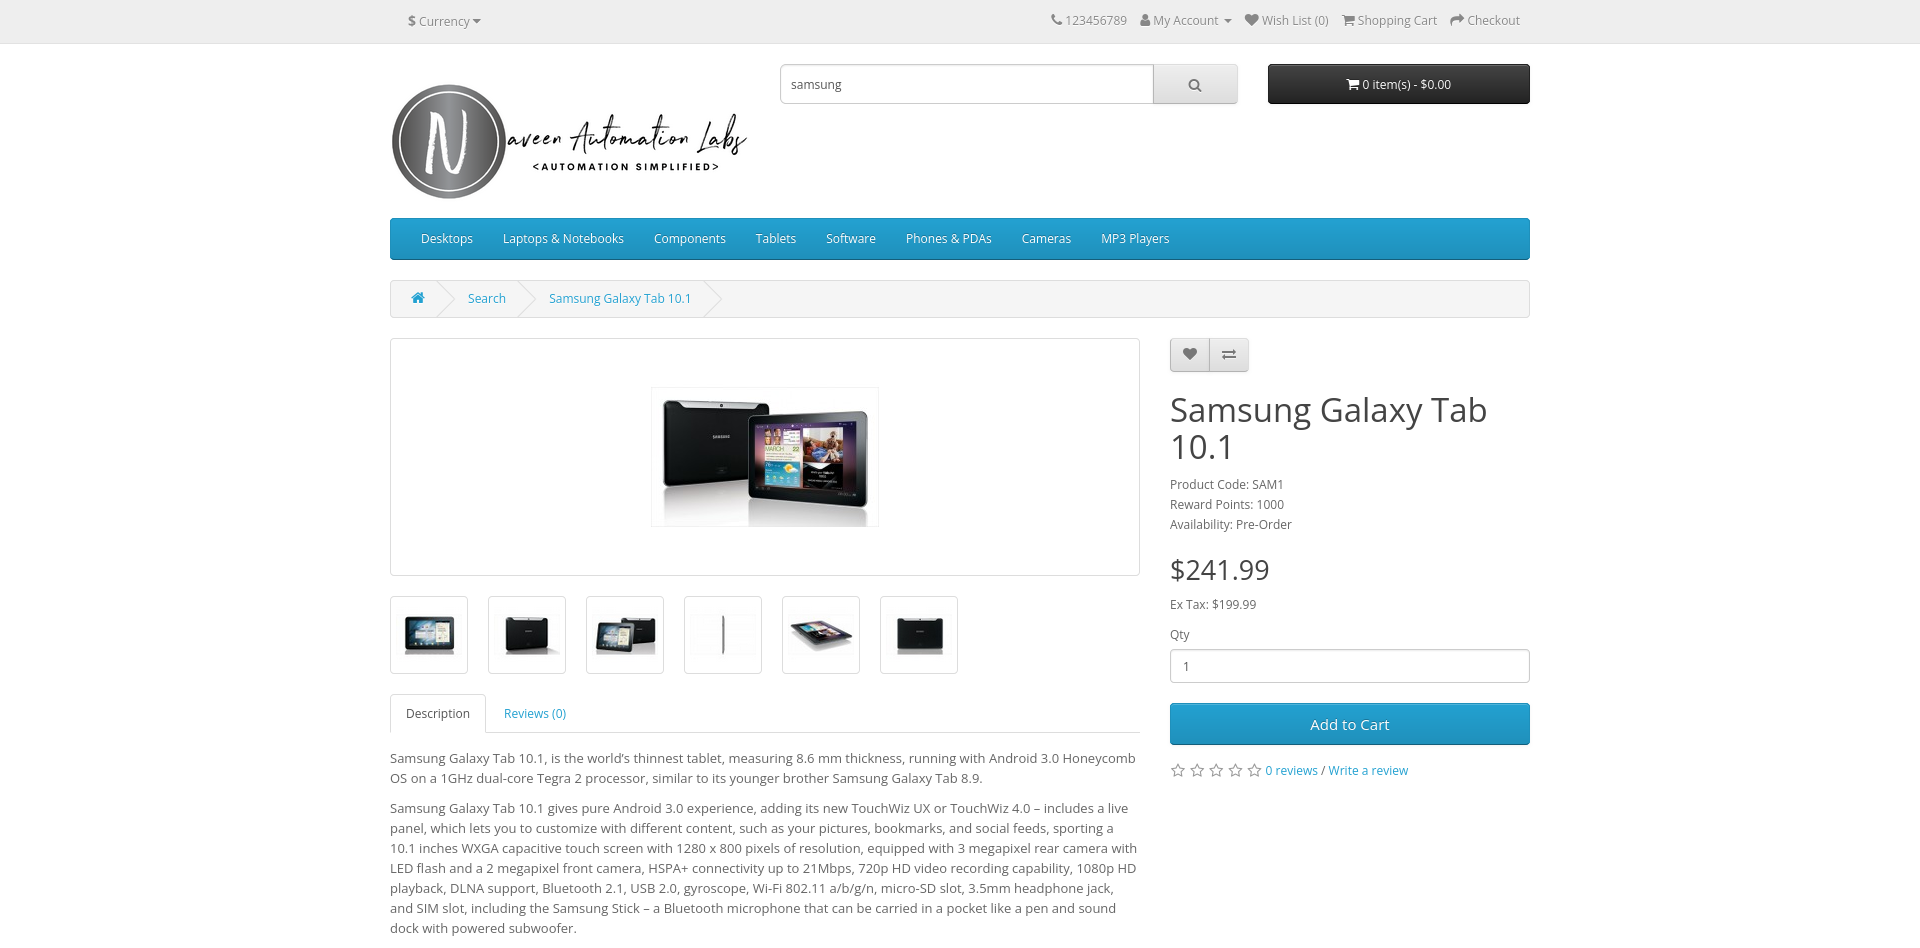 $ Currency
123456789 My Account Wish List (0) Shopping Cart Checkout
samsung
0 item(s) - $0.00
N
aveen Automation Labs
<AUTOMATION SIMPLIFIED>
Desktops Laptops & Notebooks Components Tablets Software Phones & PDAs Cameras MP3 Players
Search Samsung Galaxy Tab 10.1
SAMSUNG
MARCH 22
Samsung Galaxy Tab
10.1
Product Code: SAM1
Reward Points: 1000
Availability: Pre-Order
$241.99
Ex Tax: $199.99
Qty
1
Add to Cart
0 reviews / Write a review
Description Reviews (0)
Samsung Galaxy Tab 10.1, is the world’s thinnest tablet, measuring 8.6 mm thickness, running with Android 3.0 Honeycomb
OS on a 1GHz dual-core Tegra 2 processor, similar to its younger brother Samsung Galaxy Tab 8.9.
Samsung Galaxy Tab 10.1 gives pure Android 3.0 experience, adding its new TouchWiz UX or TouchWiz 4.0 – includes a live
panel, which lets you to customize with different content, such as your pictures, bookmarks, and social feeds, sporting a
10.1 inches WXGA capacitive touch screen with 1280 x 800 pixels of resolution, equipped with 3 megapixel rear camera with
LED flash and a 2 megapixel front camera, HSPA+ connectivity up to 21Mbps, 720p HD video recording capability, 1080p HD
playback, DLNA support, Bluetooth 2.1, USB 2.0, gyroscope, Wi-Fi 802.11 a/b/g/n, micro-SD slot, 3.5mm headphone jack,
and SIM slot, including the Samsung Stick – a Bluetooth microphone that can be carried in a pocket like a pen and sound
dock with powered subwoofer.